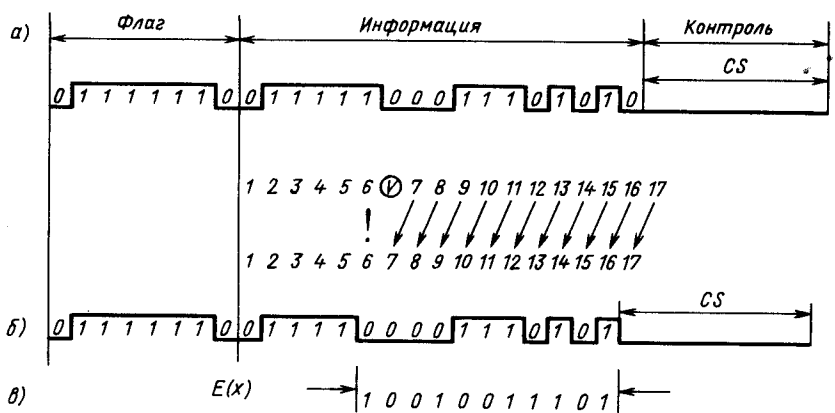 а) Флаг Информация Контроль
CS
0 1 1 1 1 1 1 0 0 1 1 1 1 1 0 0 0 1 1 1 0 1 0 1 0
1 2 3 4 5 6 V 7 8 9 10 11 12 13 14 15 16 17
!
1 2 3 4 5 6 7 8 9 10 11 12 13 14 15 16 17
CS
б) 0 1 1 1 1 1 1 0 0 1 1 1 1 0 0 0 0 1 1 1 0 1 0 1
в) E(x) 1 0 0 1 0 0 1 1 1 0 1